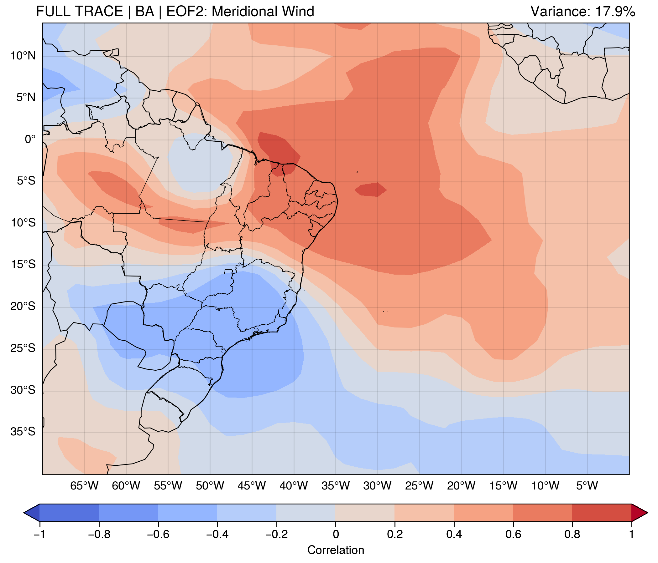 FULL TRACE | BA | EOF2: Meridional Wind Variance: 17.9%
10°N
5°N
0°
5°S
10°S
15°S
20°S
25°S
30°S
35°S
65°W 60°W 55°W 50°W 45°W 40°W 35°W 30°W 25°W 20°W 15°W 10°W 5°W
−1 −0.8 −0.6 −0.4 −0.2 0 0.2 0.4 0.6 0.8 1
Correlation